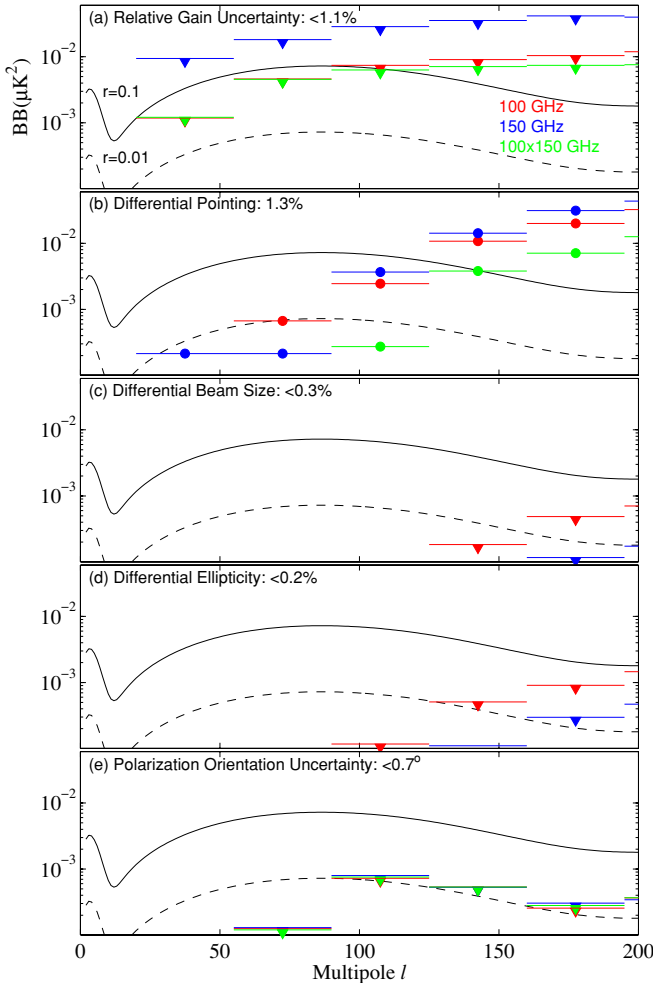 (a) Relative Gain Uncertainty: <1.1%
10⁻²
BB(μK²)
10⁻³
r=0.1
r=0.01
100 GHz
150 GHz
100x150 GHz
(b) Differential Pointing: 1.3%
10⁻²
10⁻³
(c) Differential Beam Size: <0.3%
10⁻²
10⁻³
(d) Differential Ellipticity: <0.2%
10⁻²
10⁻³
(e) Polarization Orientation Uncertainty: <0.7°
10⁻²
10⁻³
0 50 100 150 200
Multipole l